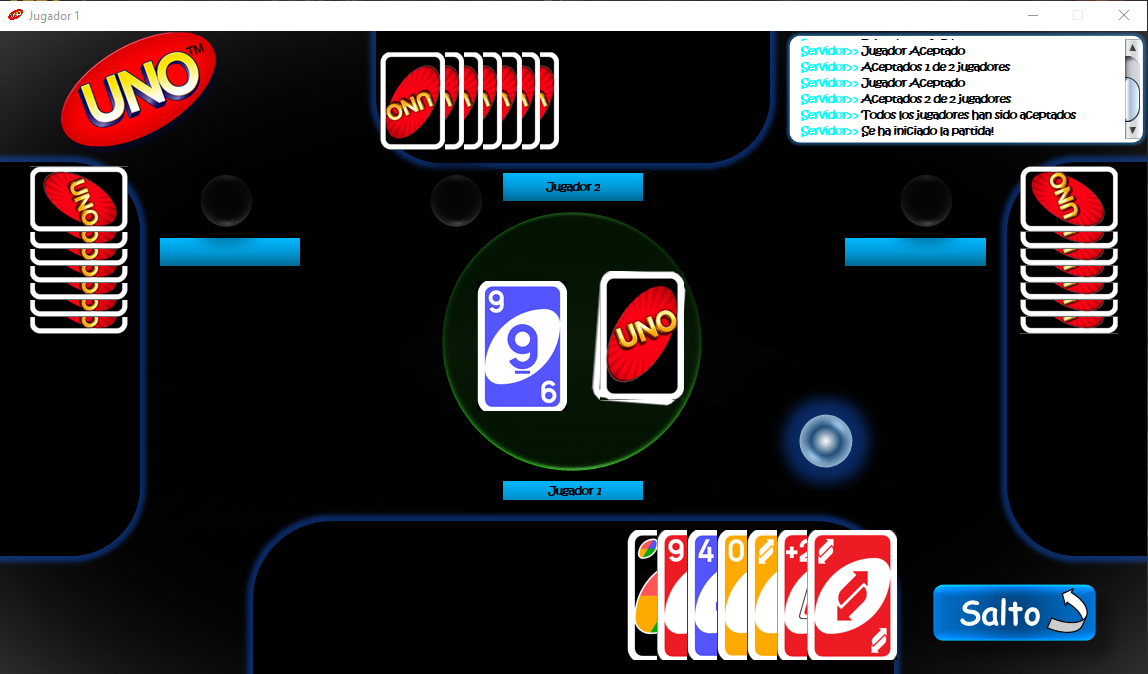 Jugador 1
UNO™
UNO
Servidor>> Jugador Aceptado
Servidor>> Aceptados 1 de 2 jugadores
Servidor>> Jugador Aceptado
Servidor>> Aceptados 2 de 2 jugadores
Servidor>> Todos los jugadores han sido aceptados
Servidor>> Se ha iniciado la partida!
UNO
UNO
Jugador 2
9
9
9
UNO
Jugador 1
9
4
0
+2
Salto